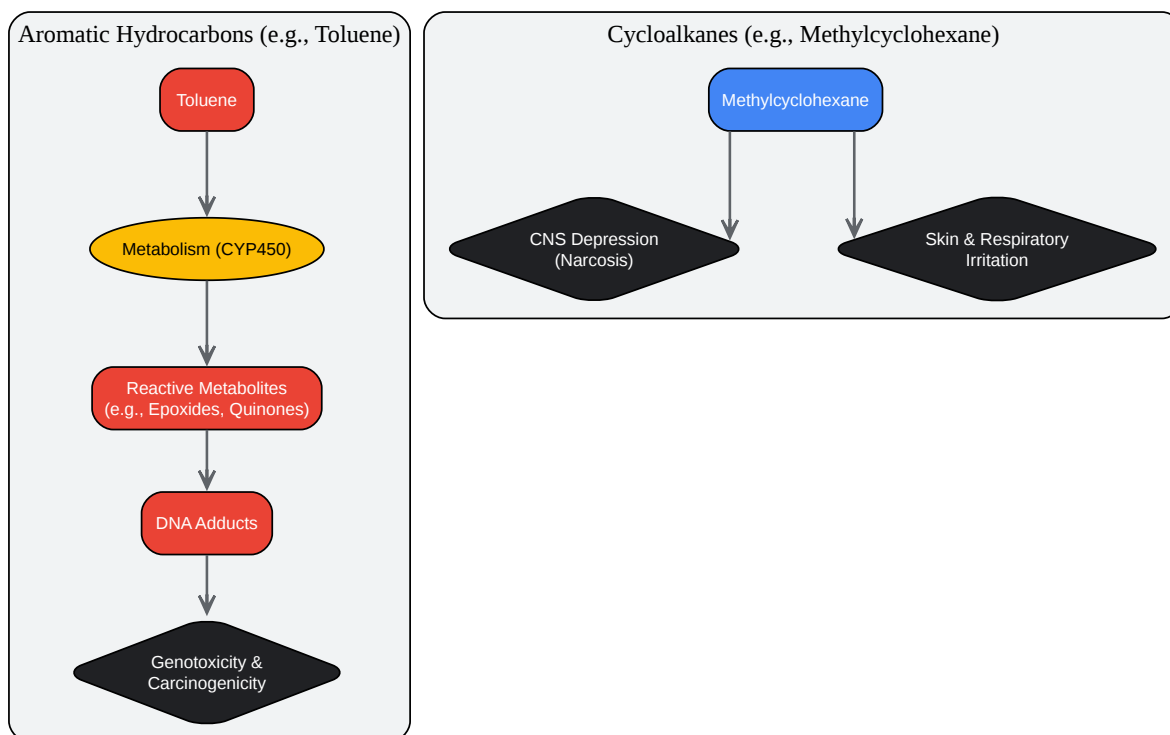 Aromatic Hydrocarbons (e.g., Toluene)
Toluene
Metabolism (CYP450)
Reactive Metabolites
(e.g., Epoxides, Quinones)
DNA Adducts
Genotoxicity &
Carcinogenicity
Cycloalkanes (e.g., Methylcyclohexane)
Methylcyclohexane
CNS Depression
(Narcosis)
Skin & Respiratory
Irritation